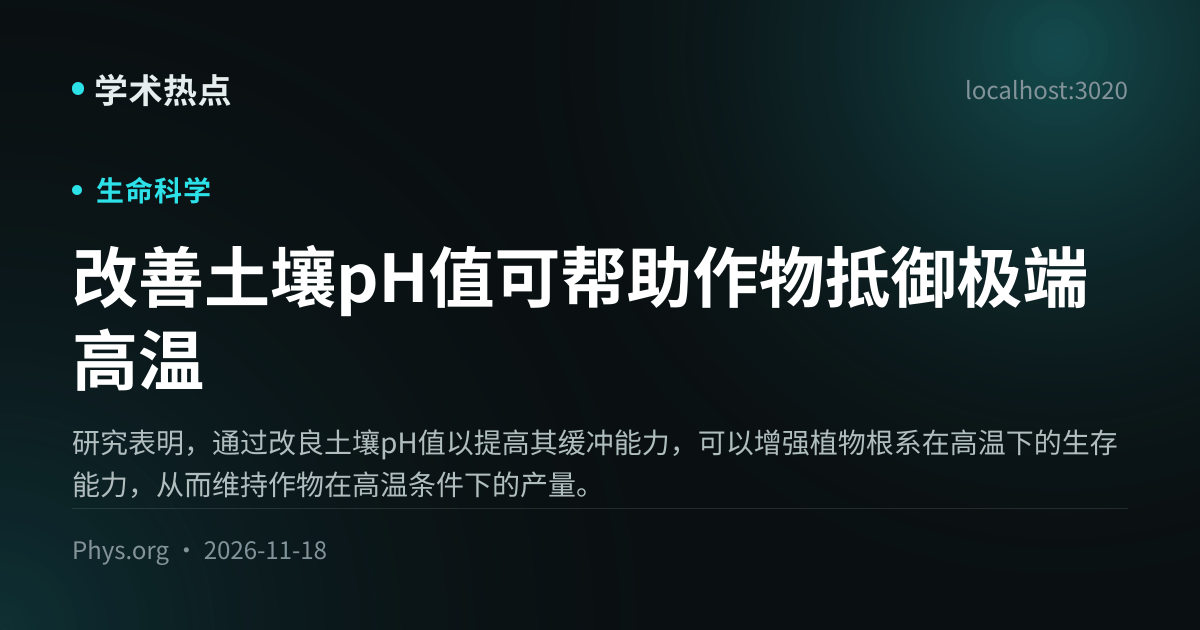 学术热点
localhost:3020
生命科学
改善土壤pH值可帮助作物抵御极端
高温
研究表明，通过改良土壤pH值以提高其缓冲能力，可以增强植物根系在高温下的生存
能力，从而维持作物在高温条件下的产量。
Phys.org • 2026-11-18